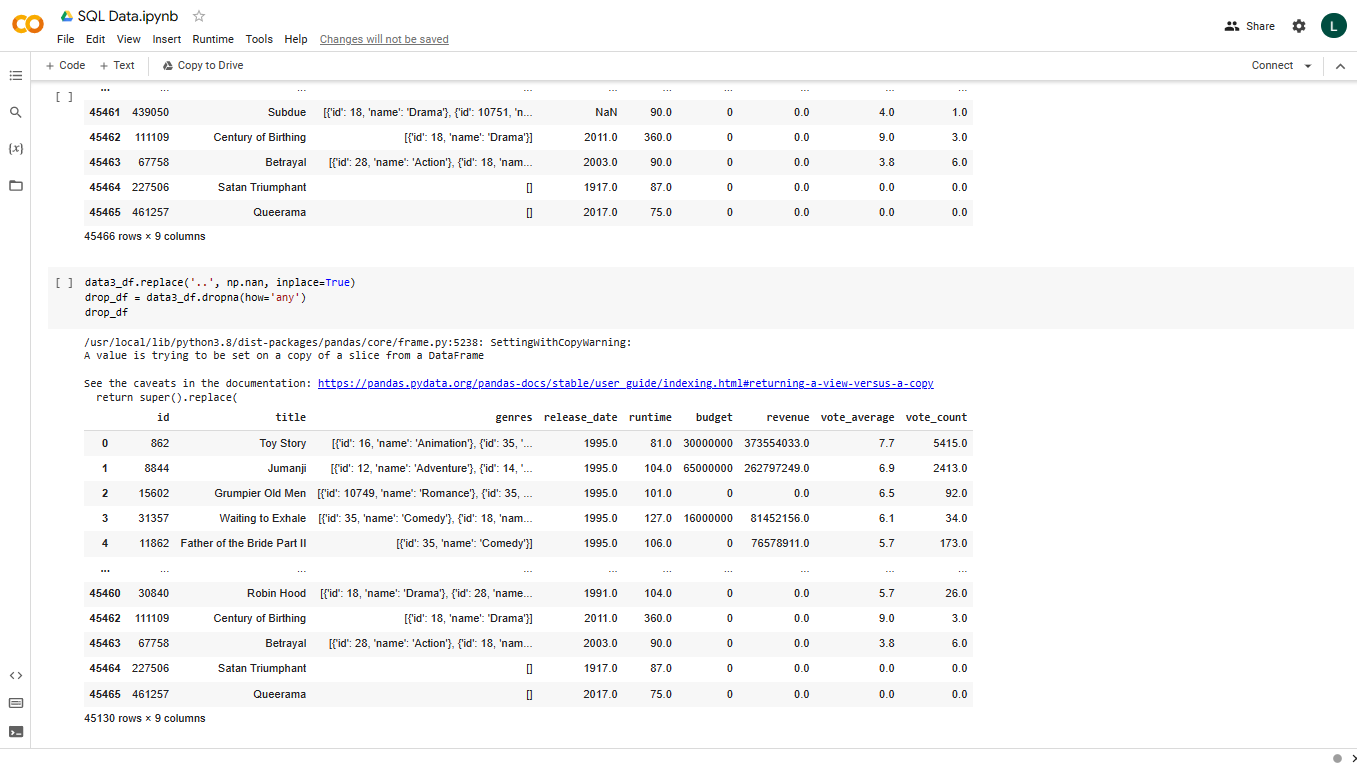 SQL Data.ipynb
File Edit View Insert Runtime Tools Help Changes will not be saved
Share
L
+ Code + Text Copy to Drive
Connect
... ... ... ... ... ... ... ... ... ...
[ ]
45461 439050 Subdue [{'id': 18, 'name': 'Drama'}, {'id': 10751, 'n... NaN 90.0 0 0.0 4.0 1.0
45462 111109 Century of Birthing [{'id': 18, 'name': 'Drama'}] 2011.0 360.0 0 0.0 9.0 3.0
45463 67758 Betrayal [{'id': 28, 'name': 'Action'}, {'id': 18, 'nam... 2003.0 90.0 0 0.0 3.8 6.0
45464 227506 Satan Triumphant [] 1917.0 87.0 0 0.0 0.0 0.0
45465 461257 Queerama [] 2017.0 75.0 0 0.0 0.0 0.0
45466 rows × 9 columns
[ ] data3_df.replace('..', np.nan, inplace=True)
drop_df = data3_df.dropna(how='any')
drop_df
/usr/local/lib/python3.8/dist-packages/pandas/core/frame.py:5238: SettingWithCopyWarning:
A value is trying to be set on a copy of a slice from a DataFrame
See the caveats in the documentation: https://pandas.pydata.org/pandas-docs/stable/user_guide/indexing.html#returning-a-view-versus-a-copy
return super().replace(
id title genres release_date runtime budget revenue vote_average vote_count
0 862 Toy Story [{'id': 16, 'name': 'Animation'}, {'id': 35, '... 1995.0 81.0 30000000 373554033.0 7.7 5415.0
1 8844 Jumanji [{'id': 12, 'name': 'Adventure'}, {'id': 14, '... 1995.0 104.0 65000000 262797249.0 6.9 2413.0
2 15602 Grumpier Old Men [{'id': 10749, 'name': 'Romance'}, {'id': 35, ... 1995.0 101.0 0 0.0 6.5 92.0
3 31357 Waiting to Exhale [{'id': 35, 'name': 'Comedy'}, {'id': 18, 'nam... 1995.0 127.0 16000000 81452156.0 6.1 34.0
4 11862 Father of the Bride Part II [{'id': 35, 'name': 'Comedy'}] 1995.0 106.0 0 76578911.0 5.7 173.0
... ... ... ... ... ... ... ... ... ...
45460 30840 Robin Hood [{'id': 18, 'name': 'Drama'}, {'id': 28, 'name... 1991.0 104.0 0 0.0 5.7 26.0
45462 111109 Century of Birthing [{'id': 18, 'name': 'Drama'}] 2011.0 360.0 0 0.0 9.0 3.0
45463 67758 Betrayal [{'id': 28, 'name': 'Action'}, {'id': 18, 'nam... 2003.0 90.0 0 0.0 3.8 6.0
45464 227506 Satan Triumphant [] 1917.0 87.0 0 0.0 0.0 0.0
45465 461257 Queerama [] 2017.0 75.0 0 0.0 0.0 0.0
45130 rows × 9 columns